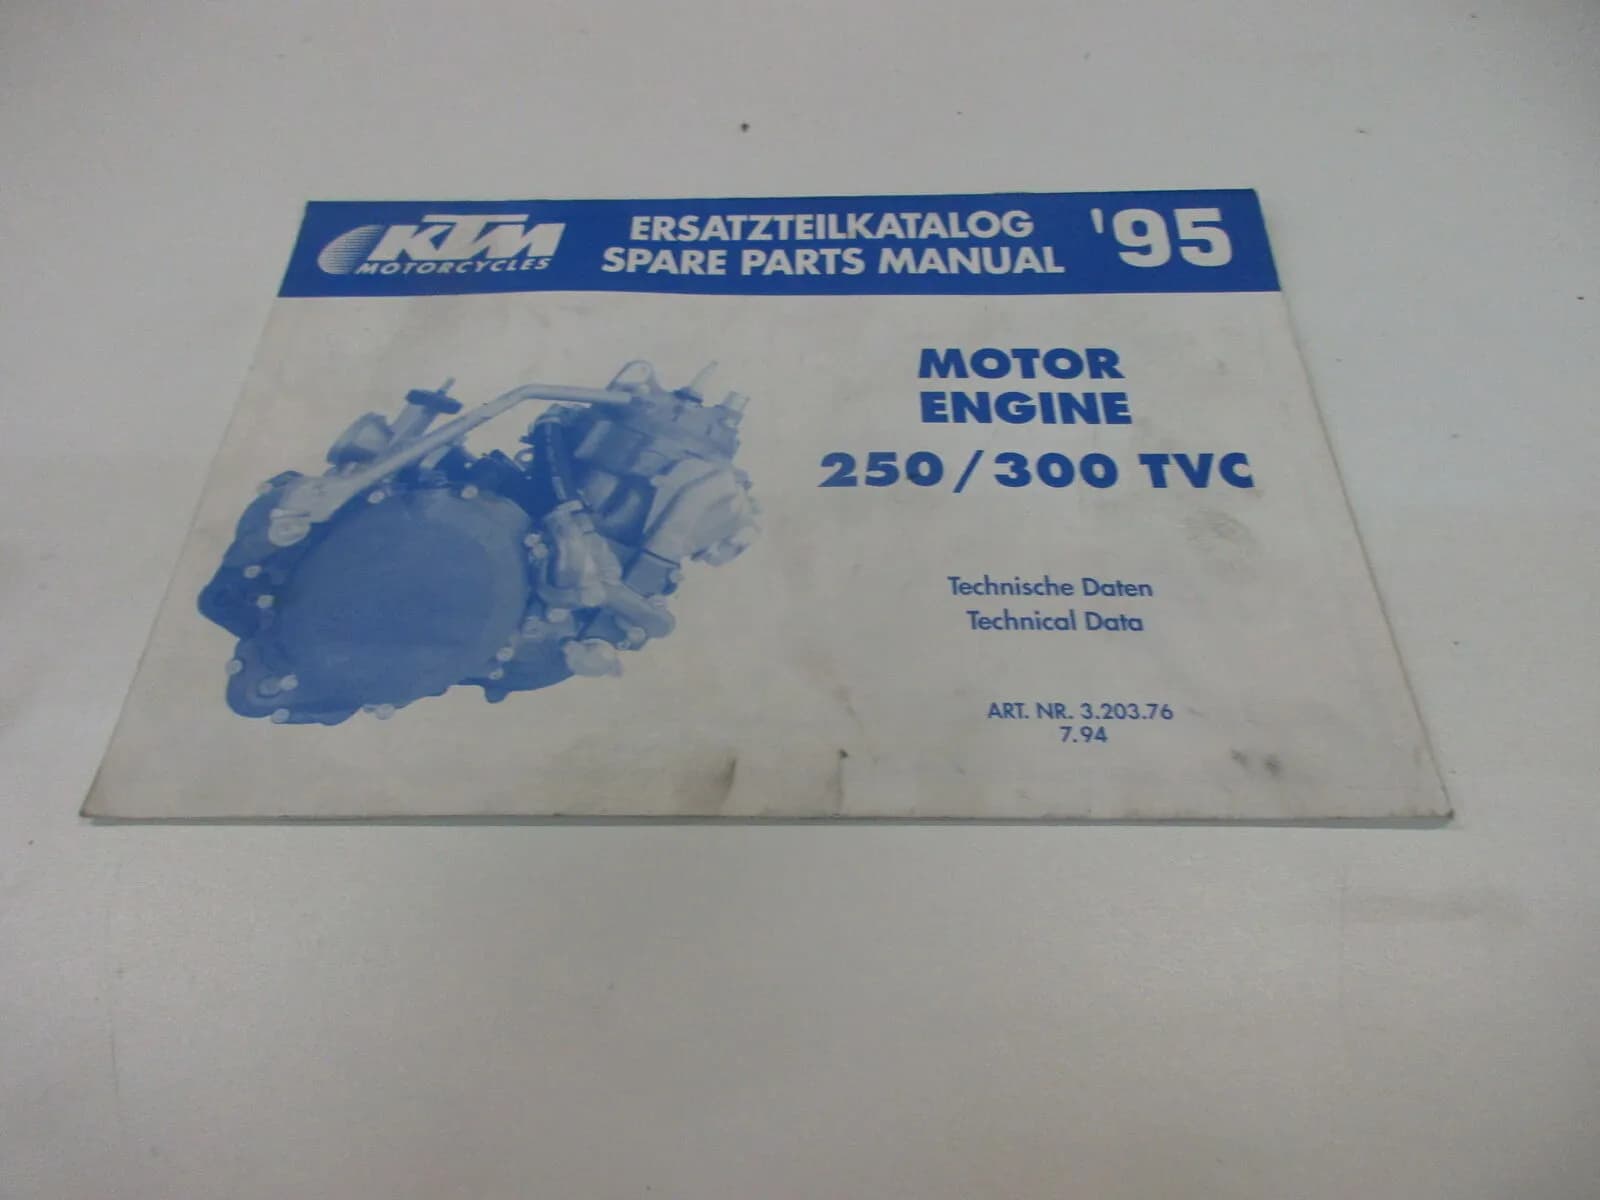 KTM
MOTORCYCLES
ERSATZTEILKATALOG
SPARE PARTS MANUAL
'95
MOTOR
ENGINE
250/300 TVC
Technische Daten
Technical Data
ART. NR. 3.203.76
7.94